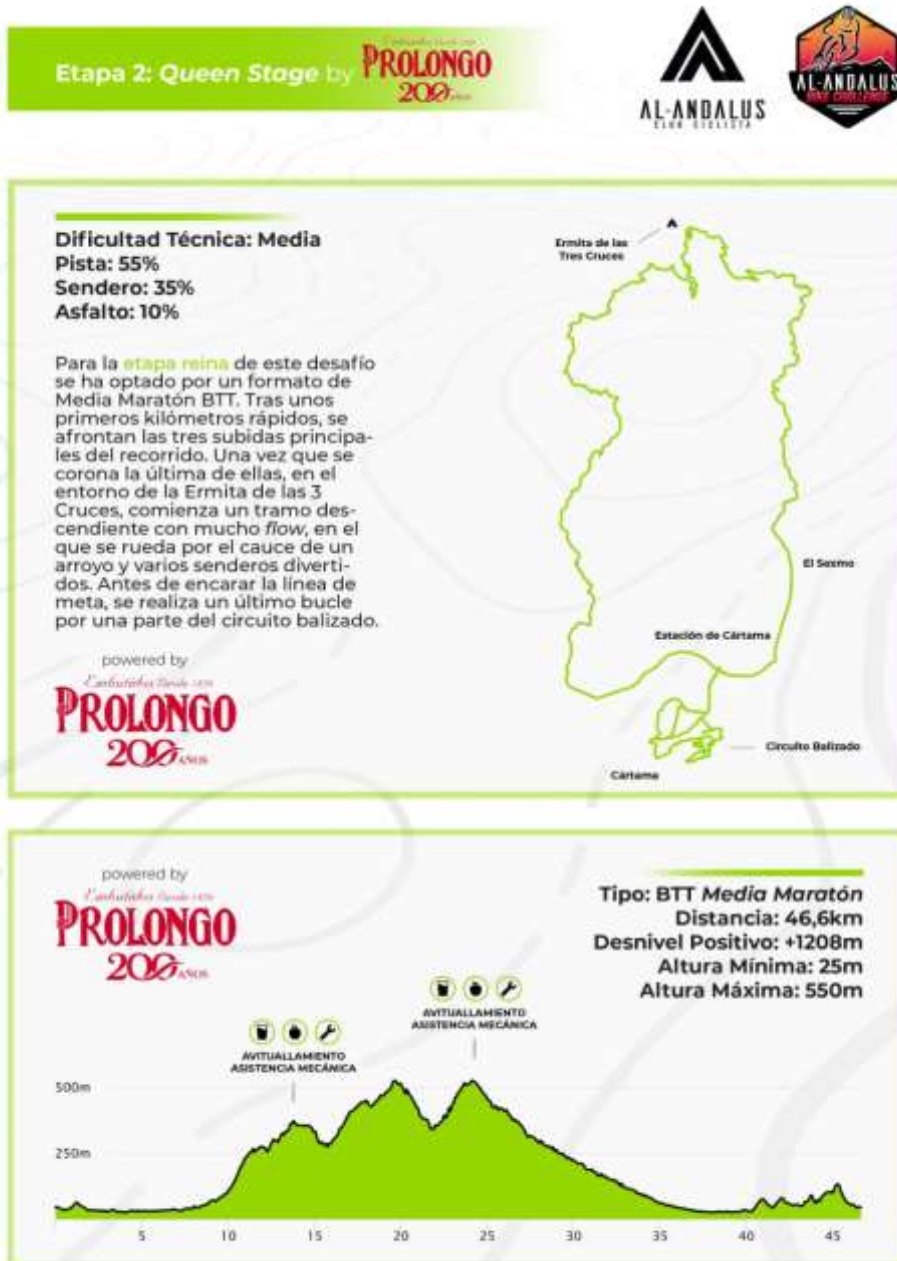 Etapa 2: Queen Stage by
PROLONGO
200 años
AL-ANDALUS
CLUB CICLISTA
AL-ANDALUS
BIKE CHALLENGE
Dificultad Técnica: Media
Pista: 55%
Sendero: 35%
Asfalto: 10%
Para la etapa reina de este desafío
se ha optado por un formato de
Media Maratón BTT. Tras unos
primeros kilómetros rápidos, se
afrontan las tres subidas principa-
les del recorrido. Una vez que se
corona la última de ellas, en el
entorno de la Ermita de las 3
Cruces, comienza un tramo des-
cendiente con mucho flow, en el
que se rueda por el cauce de un
arroyo y varios senderos diverti-
dos. Antes de encarar la línea de
meta, se realiza un último bucle
por una parte del circuito balizado.
powered by
PROLONGO
200 AÑOS
Ermita de las
Tres Cruces
El Sexmo
Estación de Cártama
Circuito Balizado
Cártama
powered by
PROLONGO
200 AÑOS
Tipo: BTT Media Maratón
Distancia: 46,6km
Desnivel Positivo: +1208m
Altura Mínima: 25m
Altura Máxima: 550m
AVITUALLAMIENTO
ASISTENCIA MECÁNICA
AVITUALLAMIENTO
ASISTENCIA MECÁNICA
500m
250m
5 10 15 20 25 30 35 40 45